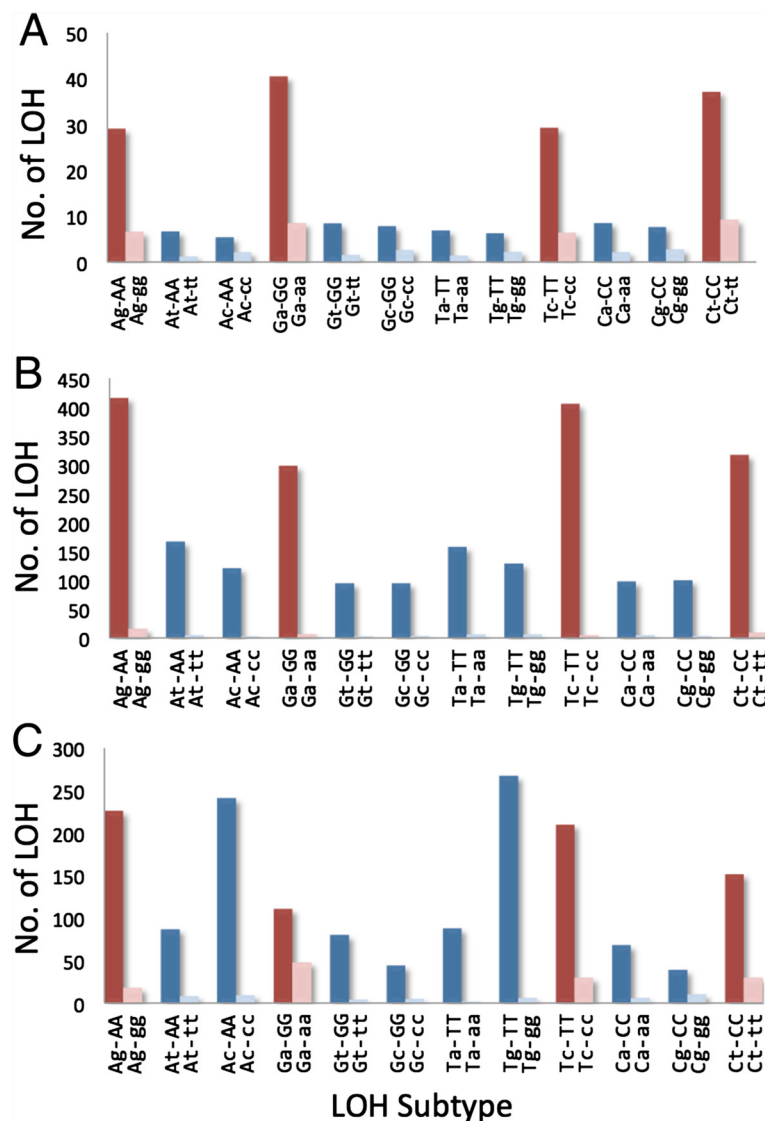 A
No. of LOH
50
40
30
20
10
0
Ag-AA
Ag-gg
At-AA
At-tt
Ac-AA
Ac-cc
Ga-GG
Ga-aa
Gt-GG
Gt-tt
Gc-GG
Gc-cc
Ta-TT
Ta-aa
Tg-TT
Tg-gg
Tc-TT
Tc-cc
Ca-CC
Ca-aa
Cg-CC
Cg-gg
Ct-CC
Ct-tt
B
No. of LOH
450
400
350
300
250
200
150
100
50
0
Ag-AA
Ag-gg
At-AA
At-tt
Ac-AA
Ac-cc
Ga-GG
Ga-aa
Gt-GG
Gt-tt
Gc-GG
Gc-cc
Ta-TT
Ta-aa
Tg-TT
Tg-gg
Tc-TT
Tc-cc
Ca-CC
Ca-aa
Cg-CC
Cg-gg
Ct-CC
Ct-tt
C
No. of LOH
300
250
200
150
100
50
0
Ag-AA
Ag-gg
At-AA
At-tt
Ac-AA
Ac-cc
Ga-GG
Ga-aa
Gt-GG
Gt-tt
Gc-GG
Gc-cc
Ta-TT
Ta-aa
Tg-TT
Tg-gg
Tc-TT
Tc-cc
Ca-CC
Ca-aa
Cg-CC
Cg-gg
Ct-CC
Ct-tt
LOH Subtype